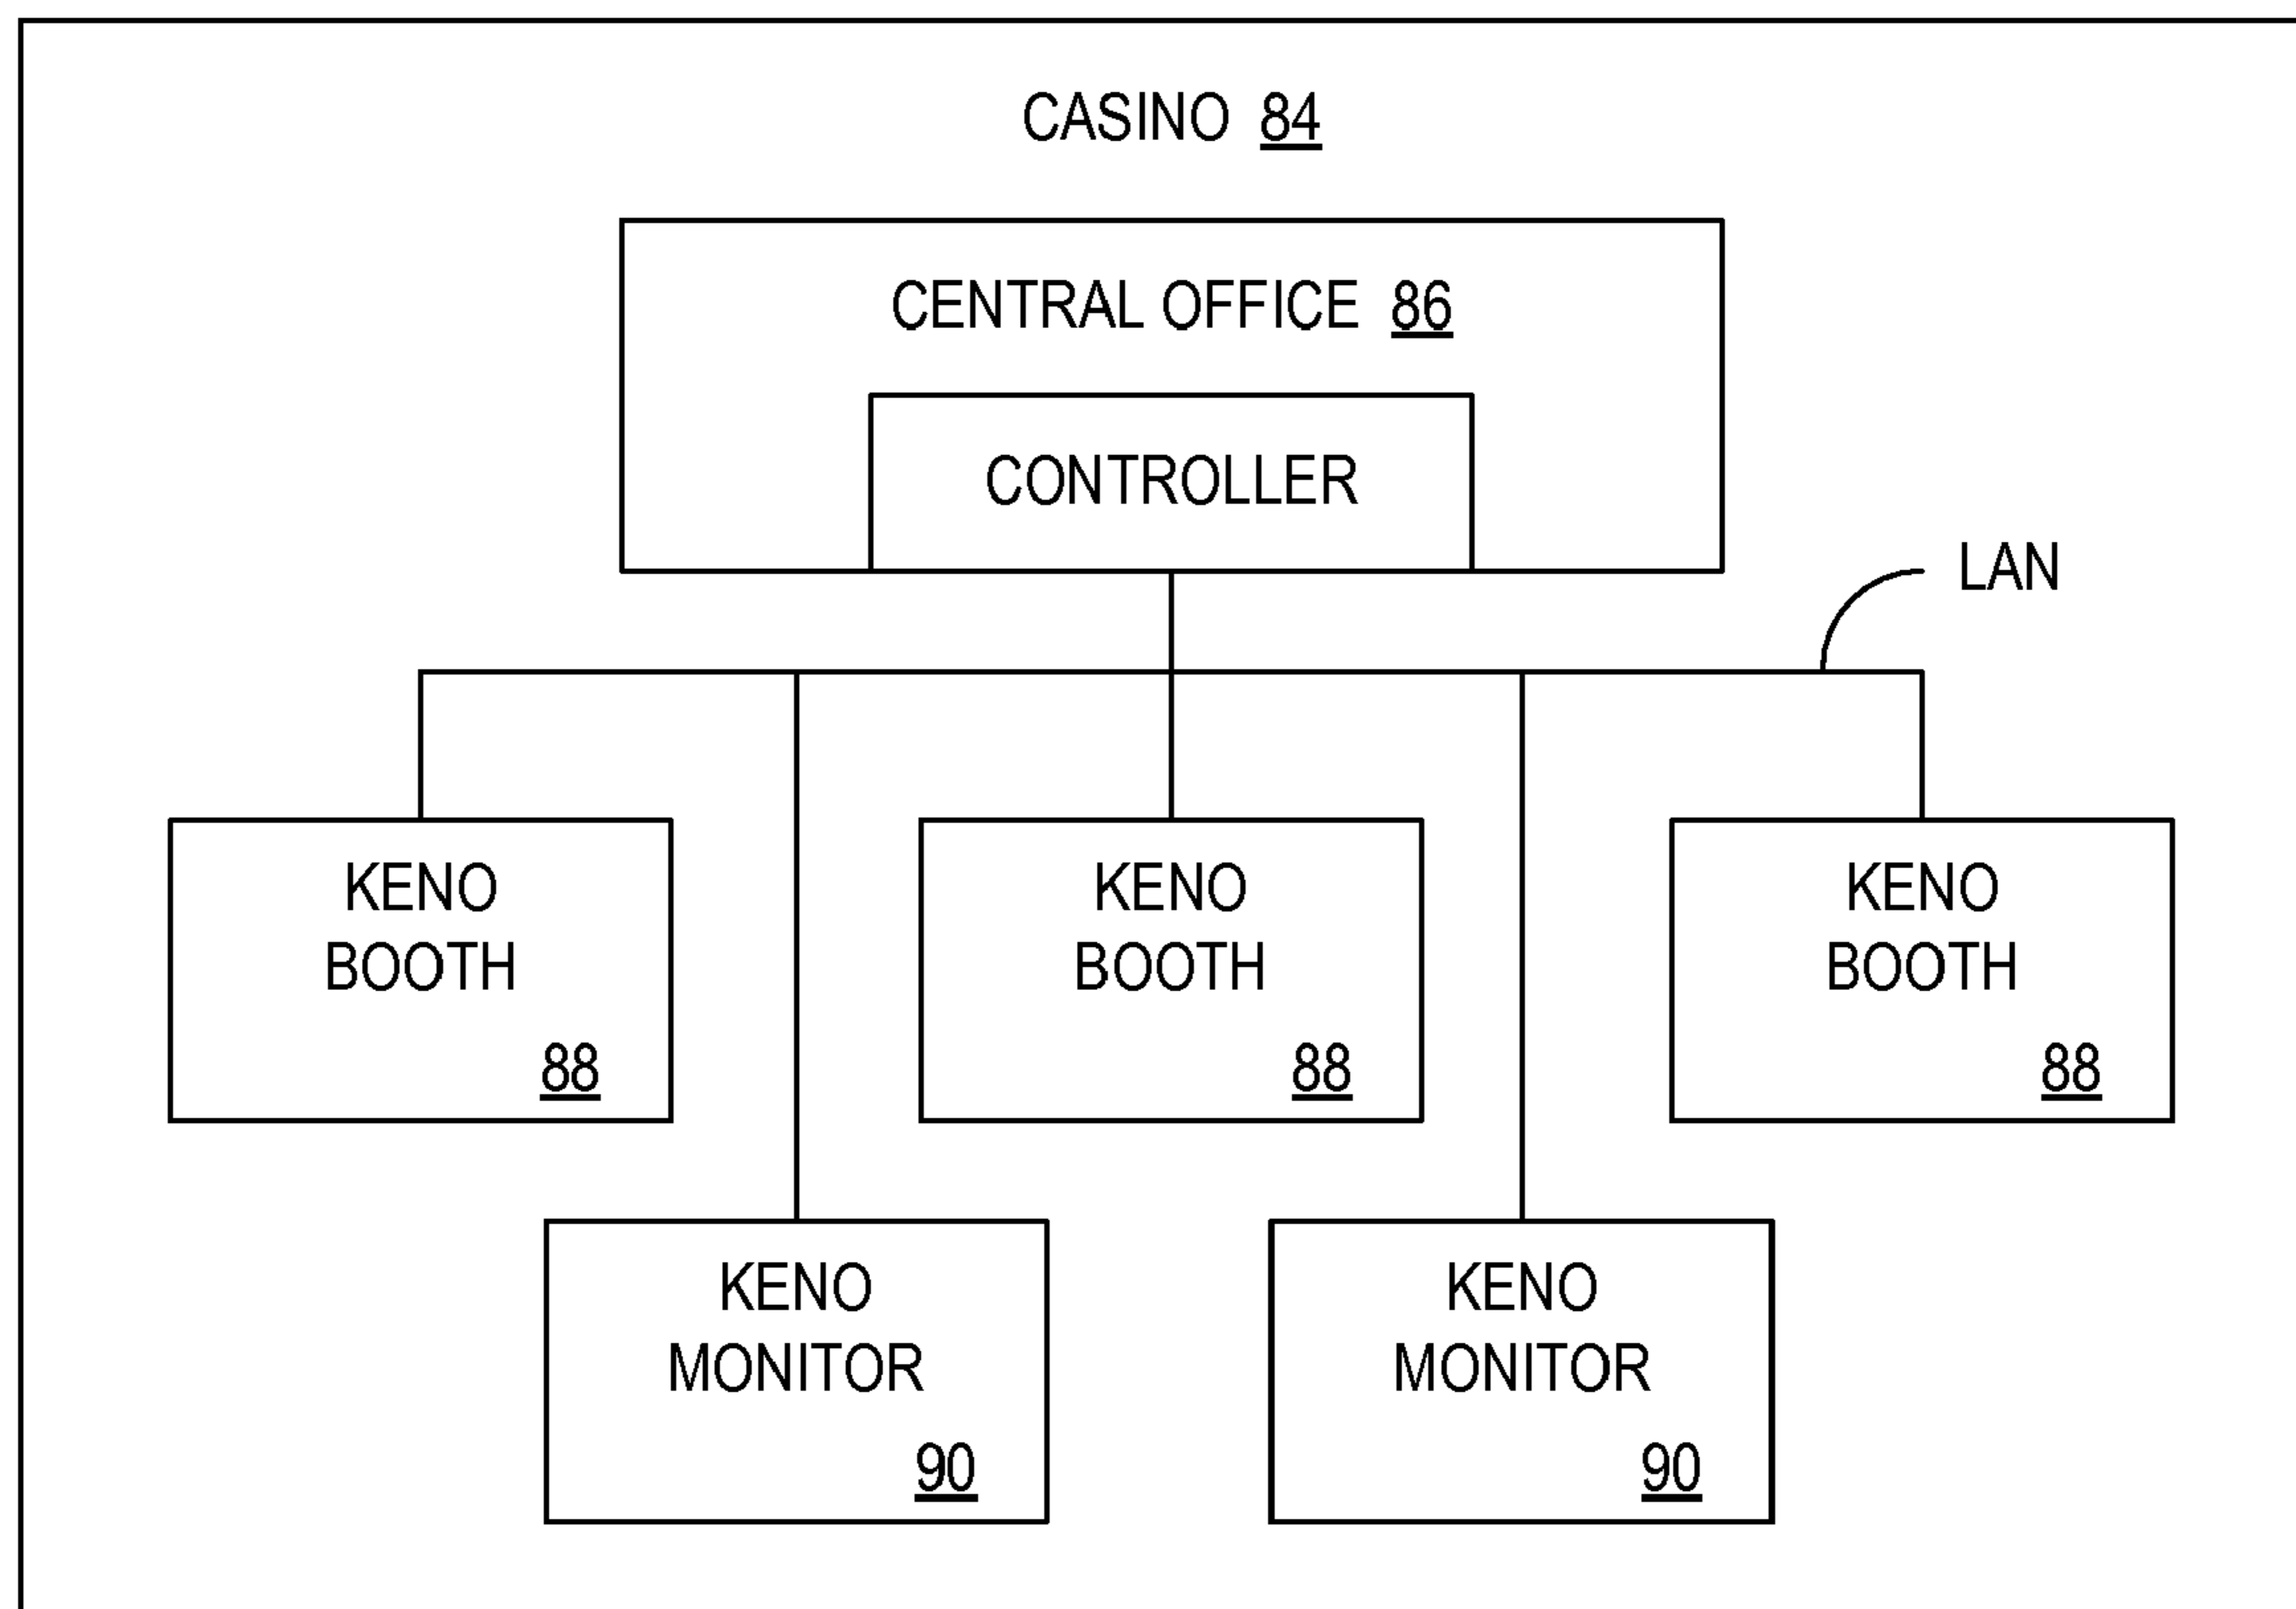 CASINO 84
CENTRAL OFFICE 86
CONTROLLER
LAN
KENO
BOOTH
88
KENO
BOOTH
88
KENO
BOOTH
88
KENO
MONITOR
90
KENO
MONITOR
90